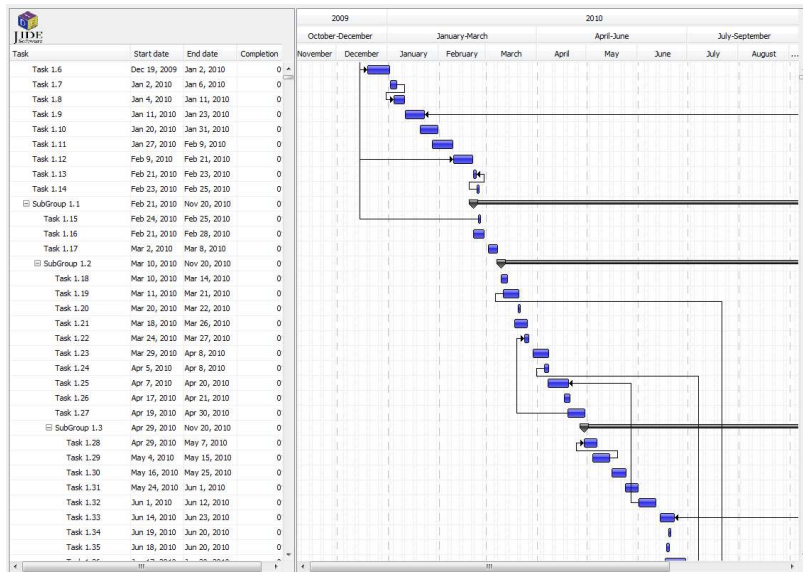 JIDE
Software
2009 2010
October-December January-March April-June July-September
Task Start date End date Completion November December January February March April May June July August ...
Task 1.6 Dec 19, 2009 Jan 2, 2010 0
Task 1.7 Jan 2, 2010 Jan 6, 2010 0
Task 1.8 Jan 4, 2010 Jan 11, 2010 0
Task 1.9 Jan 11, 2010 Jan 23, 2010 0
Task 1.10 Jan 20, 2010 Jan 31, 2010 0
Task 1.11 Jan 27, 2010 Feb 9, 2010 0
Task 1.12 Feb 9, 2010 Feb 21, 2010 0
Task 1.13 Feb 21, 2010 Feb 23, 2010 0
Task 1.14 Feb 23, 2010 Feb 25, 2010 0
SubGroup 1.1 Feb 21, 2010 Nov 20, 2010 0
Task 1.15 Feb 24, 2010 Feb 25, 2010 0
Task 1.16 Feb 21, 2010 Feb 28, 2010 0
Task 1.17 Mar 2, 2010 Mar 8, 2010 0
SubGroup 1.2 Mar 10, 2010 Nov 20, 2010 0
Task 1.18 Mar 10, 2010 Mar 14, 2010 0
Task 1.19 Mar 11, 2010 Mar 21, 2010 0
Task 1.20 Mar 20, 2010 Mar 22, 2010 0
Task 1.21 Mar 18, 2010 Mar 26, 2010 0
Task 1.22 Mar 24, 2010 Mar 27, 2010 0
Task 1.23 Mar 29, 2010 Apr 8, 2010 0
Task 1.24 Apr 5, 2010 Apr 8, 2010 0
Task 1.25 Apr 7, 2010 Apr 20, 2010 0
Task 1.26 Apr 17, 2010 Apr 21, 2010 0
Task 1.27 Apr 19, 2010 Apr 30, 2010 0
SubGroup 1.3 Apr 29, 2010 Nov 20, 2010 0
Task 1.28 Apr 29, 2010 May 7, 2010 0
Task 1.29 May 4, 2010 May 15, 2010 0
Task 1.30 May 16, 2010 May 25, 2010 0
Task 1.31 May 24, 2010 Jun 1, 2010 0
Task 1.32 Jun 1, 2010 Jun 12, 2010 0
Task 1.33 Jun 14, 2010 Jun 23, 2010 0
Task 1.34 Jun 19, 2010 Jun 20, 2010 0
Task 1.35 Jun 18, 2010 Jun 20, 2010 0